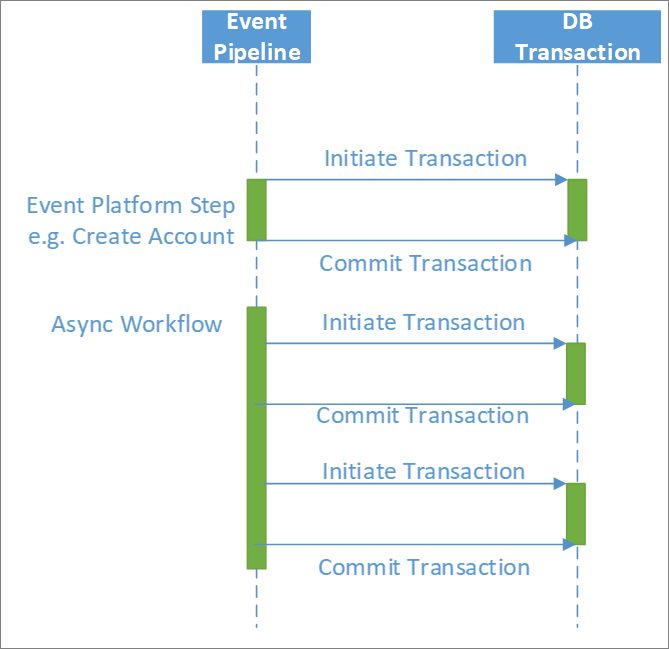 Event
Pipeline
DB
Transaction
Initiate Transaction
Event Platform Step
e.g. Create Account
Commit Transaction
Async Workflow
Initiate Transaction
Commit Transaction
Initiate Transaction
Commit Transaction